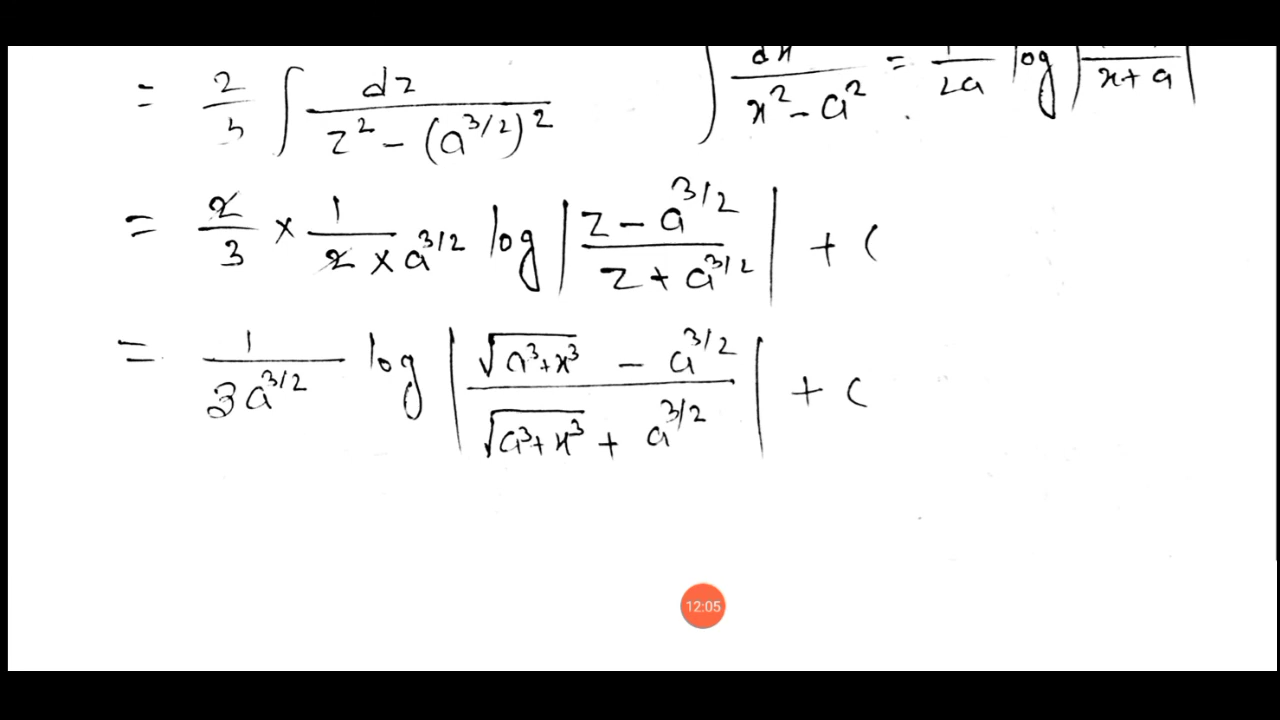 = 2/3 ∫ dz / (z² - (a^3/2)²)
∫ dx / (x² - a²) = 1/2a log | / x+a |
= 2/3 × 1/(2 × a^3/2) log | (z - a^3/2) / (z + a^3/2) | + c
= 1/(3a^3/2) log | (√(a³+x³) - a^3/2) / (√(a³+x³) + a^3/2) | + c
12:05